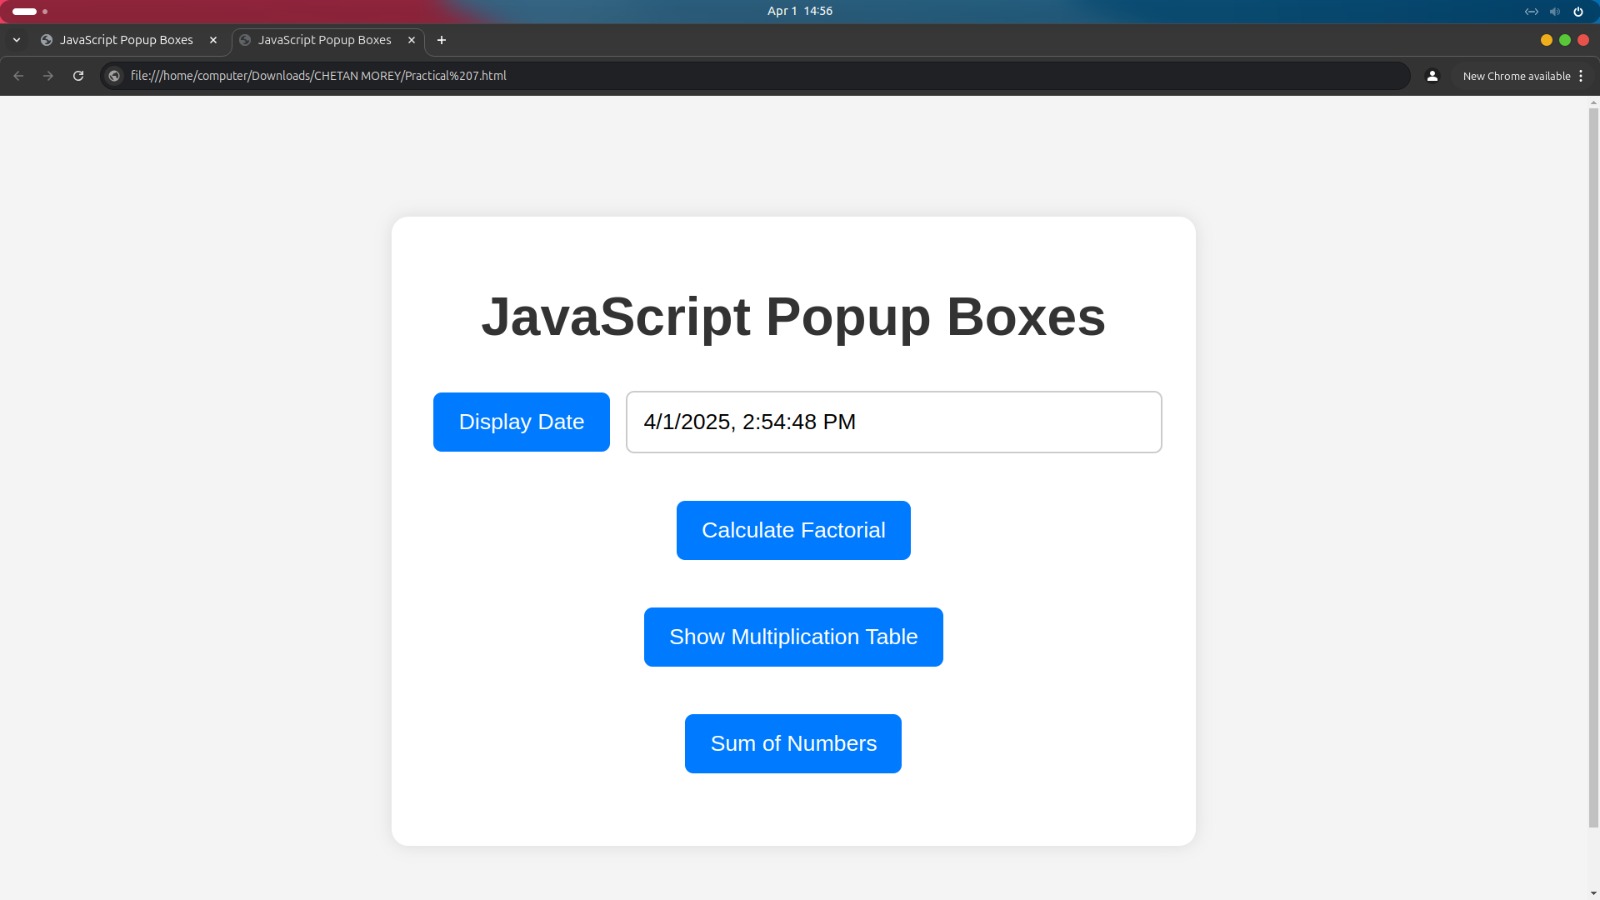 Apr 1 14:56
JavaScript Popup Boxes
JavaScript Popup Boxes
file:///home/computer/Downloads/CHETAN MOREY/Practical%207.html
New Chrome available
JavaScript Popup Boxes
Display Date
4/1/2025, 2:54:48 PM
Calculate Factorial
Show Multiplication Table
Sum of Numbers